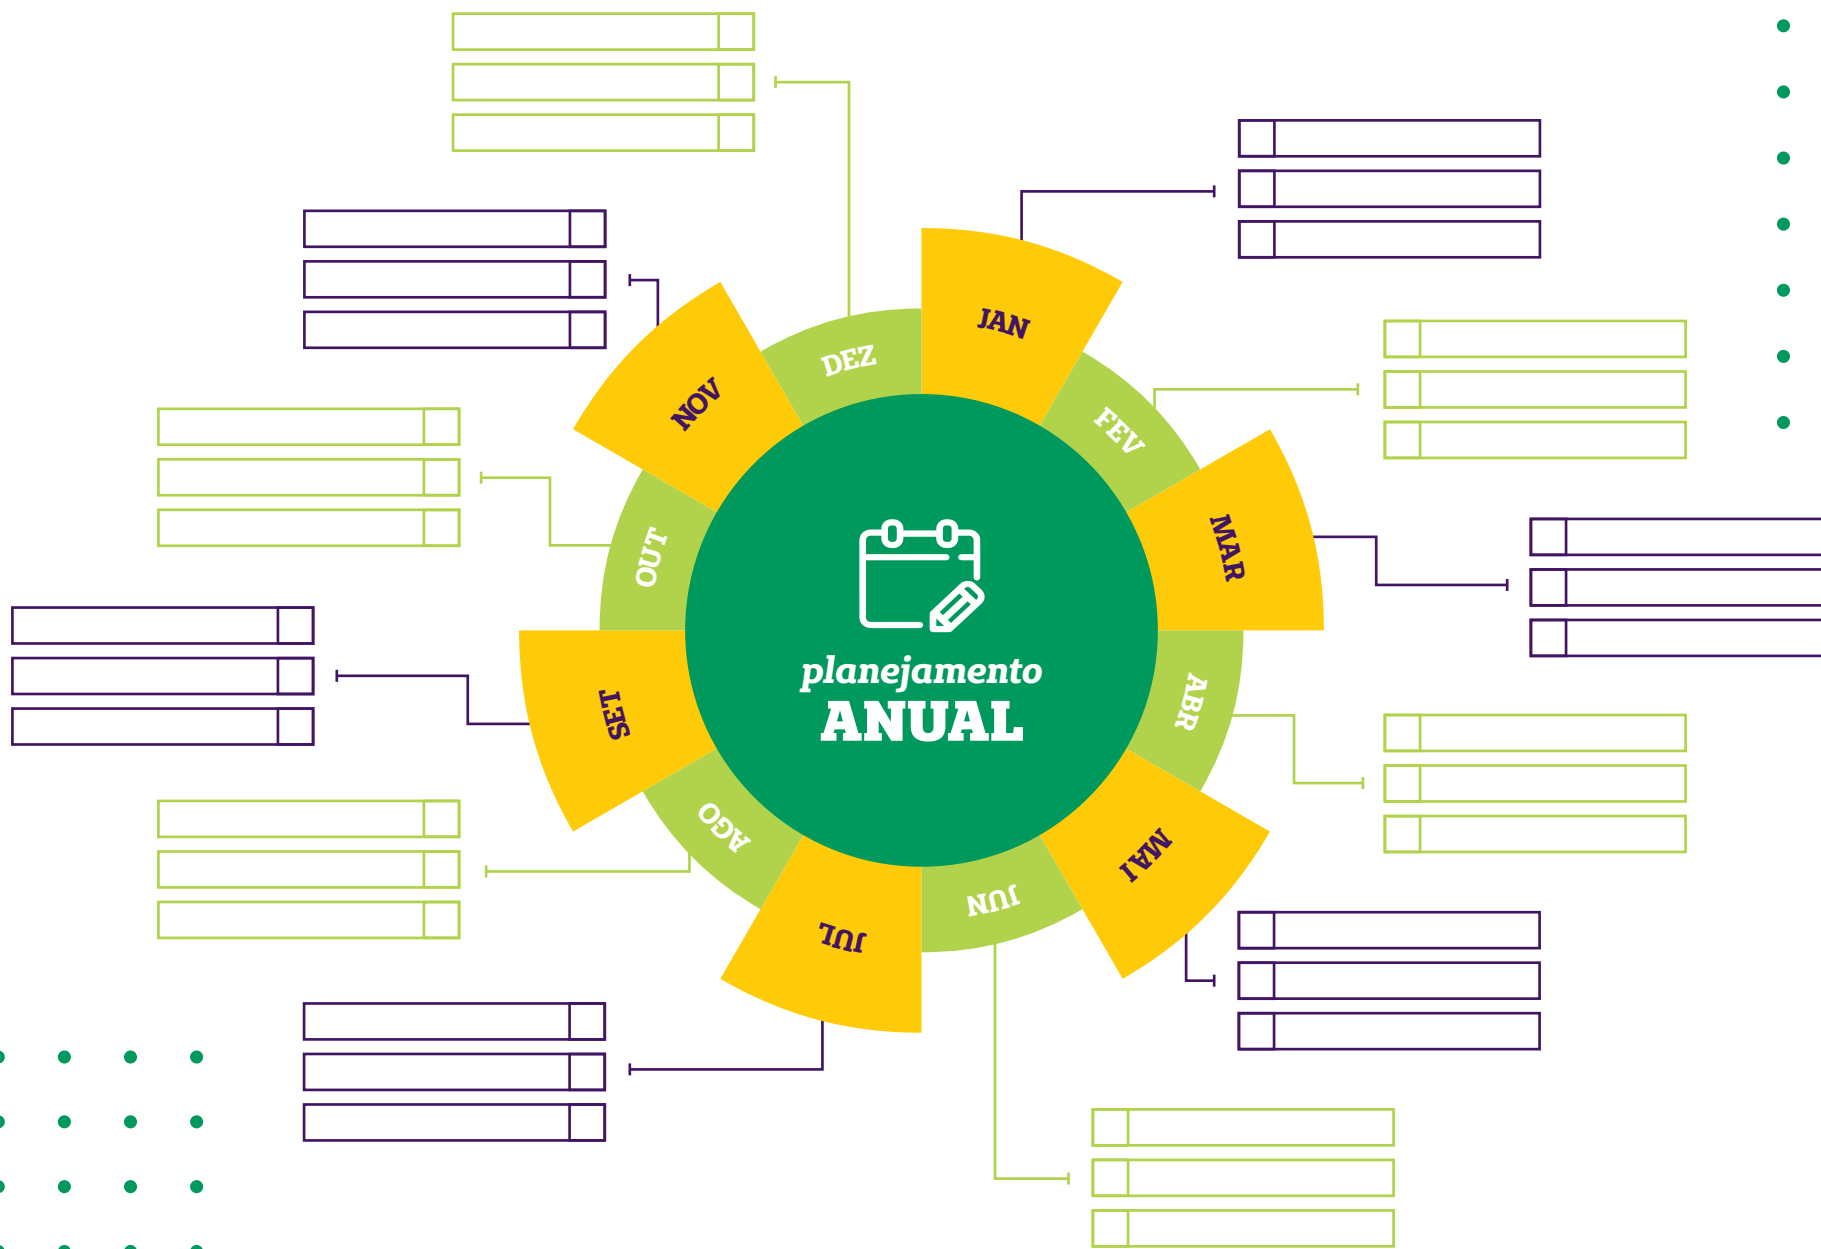 planejamento
ANUAL
JAN
FEV
MAR
ABR
MAI
JUN
JUL
AGO
SET
OUT
NOV
DEZ